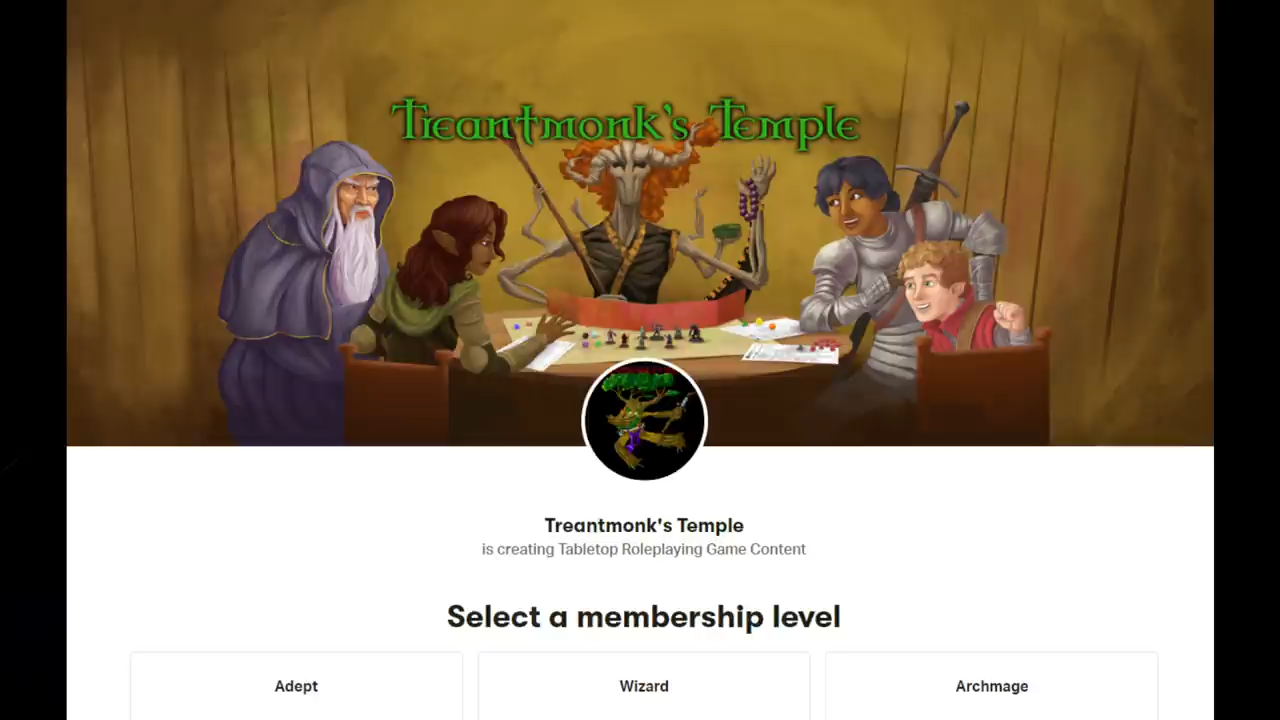 Treantmonk's Temple
Treantmonk's Temple
is creating Tabletop Roleplaying Game Content
Select a membership level
Adept
Wizard
Archmage